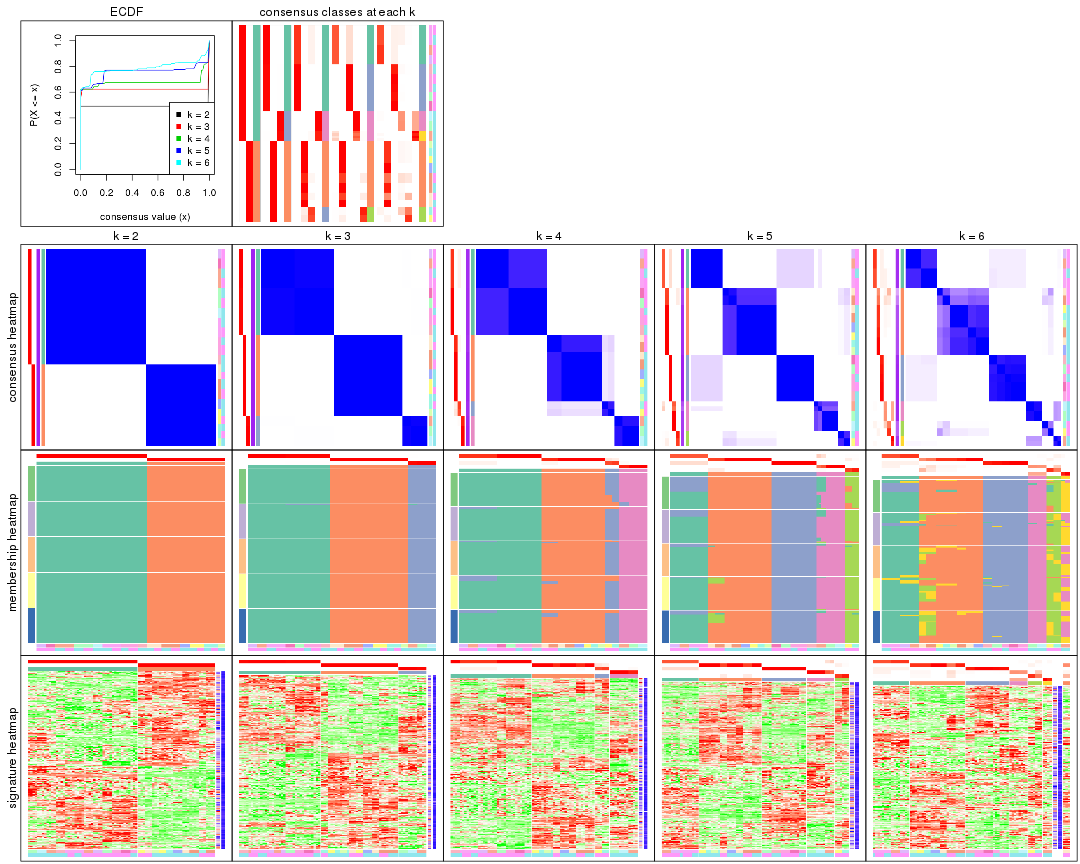 ECDF
consensus classes at each k
P(X <= x)
0.0
0.2
0.4
0.6
0.8
1.0
k = 2
k = 3
k = 4
k = 5
k = 6
0.0 0.2 0.4 0.6 0.8 1.0
consensus value (x)
k = 2
k = 3
k = 4
k = 5
k = 6
consensus heatmap
membership heatmap
signature heatmap